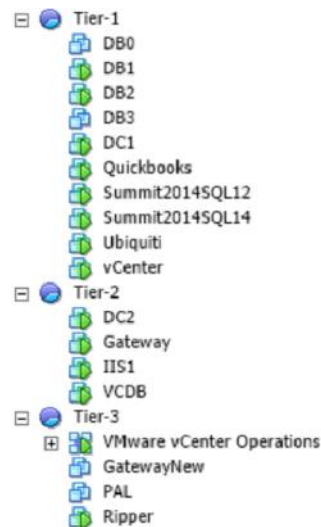 Tier-1
DB0
DB1
DB2
DB3
DC1
Quickbooks
Summit2014SQL12
Summit2014SQL14
Ubiquiti
vCenter
Tier-2
DC2
Gateway
IIS1
VCDB
Tier-3
VMware vCenter Operations
GatewayNew
PAL
Ripper